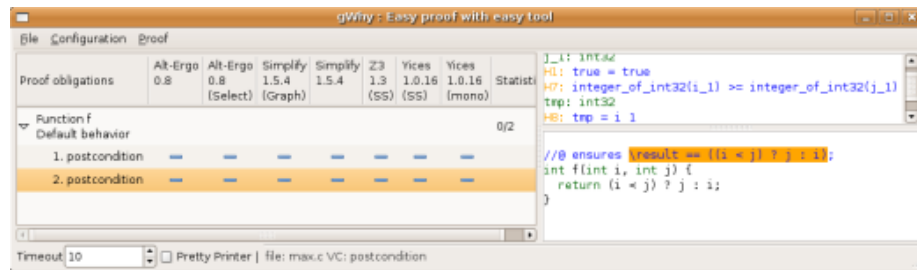 gWhy : Easy proof with easy tool
File Configuration Proof
Proof obligations
Alt-Ergo 0.8
Alt-Ergo 0.8 (Select)
Simplify 1.5.4 (Graph)
Simplify 1.5.4
Z3 1.3 (SS)
Yices 1.0.16 (SS)
Yices 1.0.16 (mono)
Statisti
Function f
Default behavior
0/2
1. postcondition
2. postcondition
j_1: int32
H1: true = true
H7: integer_of_int32(i_1) >= integer_of_int32(j_1)
tmp: int32
H8: tmp = i_1
//@ ensures \result == ((i < j) ? j : i);
int f(int i, int j) {
return (i < j) ? j : i;
}
Timeout 10
Pretty Printer | file: max.c VC: postcondition